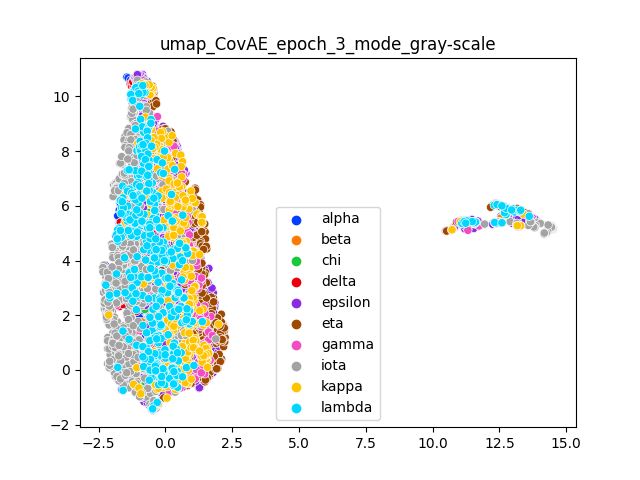 umap_CovAE_epoch_3_mode_gray-scale
10
8
6
4
2
0
−2
−2.5 0.0 2.5 5.0 7.5 10.0 12.5 15.0
alpha
beta
chi
delta
epsilon
eta
gamma
iota
kappa
lambda